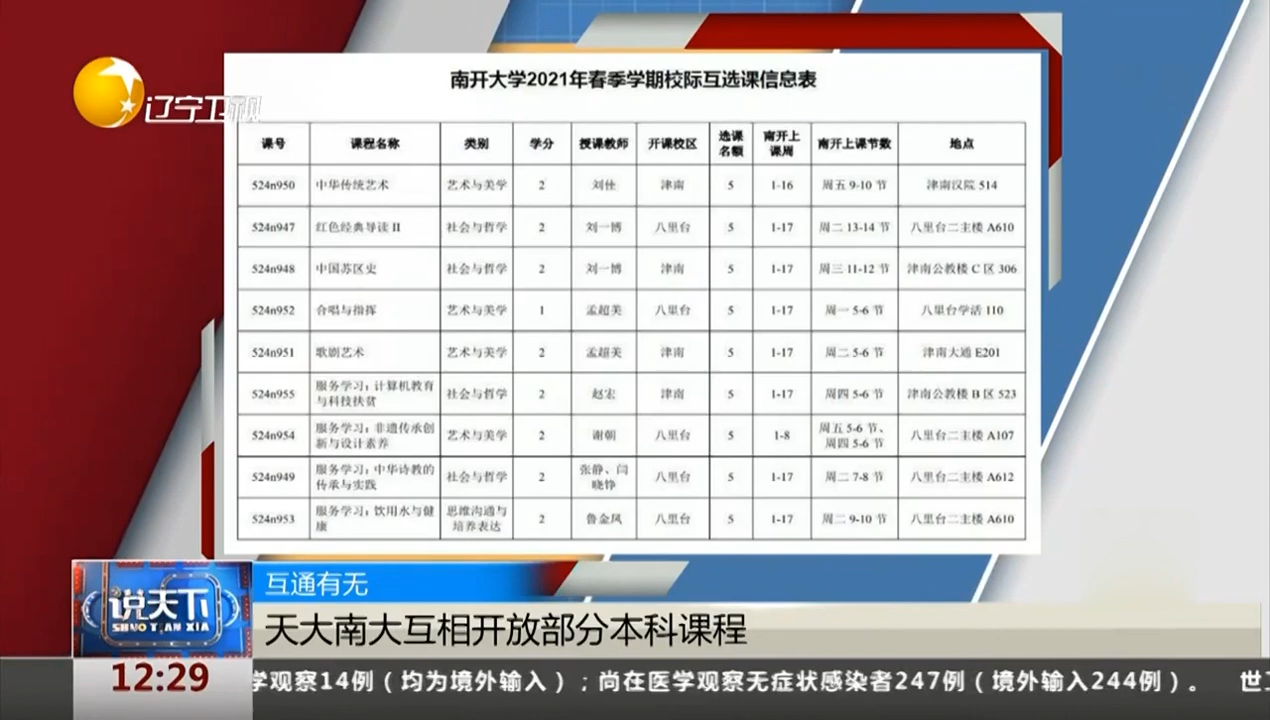 辽宁卫视
南开大学2021年春季学期校际互选课信息表
课号 课程名称 类别 学分 授课教师 开课校区 选课名额 南开上课周 南开上课节数 地点
524n950 中华传统艺术 艺术与美学 2 刘佳 津南 5 1-16 周五 9-10 节 津南汉院 514
524n947 红色经典导读 II 社会与哲学 2 刘一博 八里台 5 1-17 周二 13-14 节 八里台二主楼 A610
524n948 中国苏区史 社会与哲学 2 刘一博 津南 5 1-17 周三 11-12 节 津南公教楼 C 区 306
524n952 合唱与指挥 艺术与美学 1 孟超美 八里台 5 1-17 周一 5-6 节 八里台学活 110
524n951 歌剧艺术 艺术与美学 2 孟超美 津南 5 1-17 周二 5-6 节 津南大通 E201
524n955 服务学习：计算机教育与科技扶贫 社会与哲学 2 赵宏 津南 5 1-17 周四 5-6 节 津南公教楼 B 区 523
524n954 服务学习：非遗传承创新与设计素养 艺术与美学 2 谢朝 八里台 5 1-8 周五 5-6 节、周四 5-6 节 八里台二主楼 A107
524n949 服务学习：中华诗教的传承与实践 社会与哲学 2 张静、闫晓铮 八里台 5 1-17 周二 7-8 节 八里台二主楼 A612
524n953 服务学习：饮用水与健康 思维沟通与培养表达 2 鲁金凤 八里台 5 1-17 周二 9-10 节 八里台二主楼 A610
说天下
SHUO TIAN XIA
互通有无
天大南大互相开放部分本科课程
12:29
学观察14例（均为境外输入）；尚在医学观察无症状感染者247例（境外输入244例）。 世卫